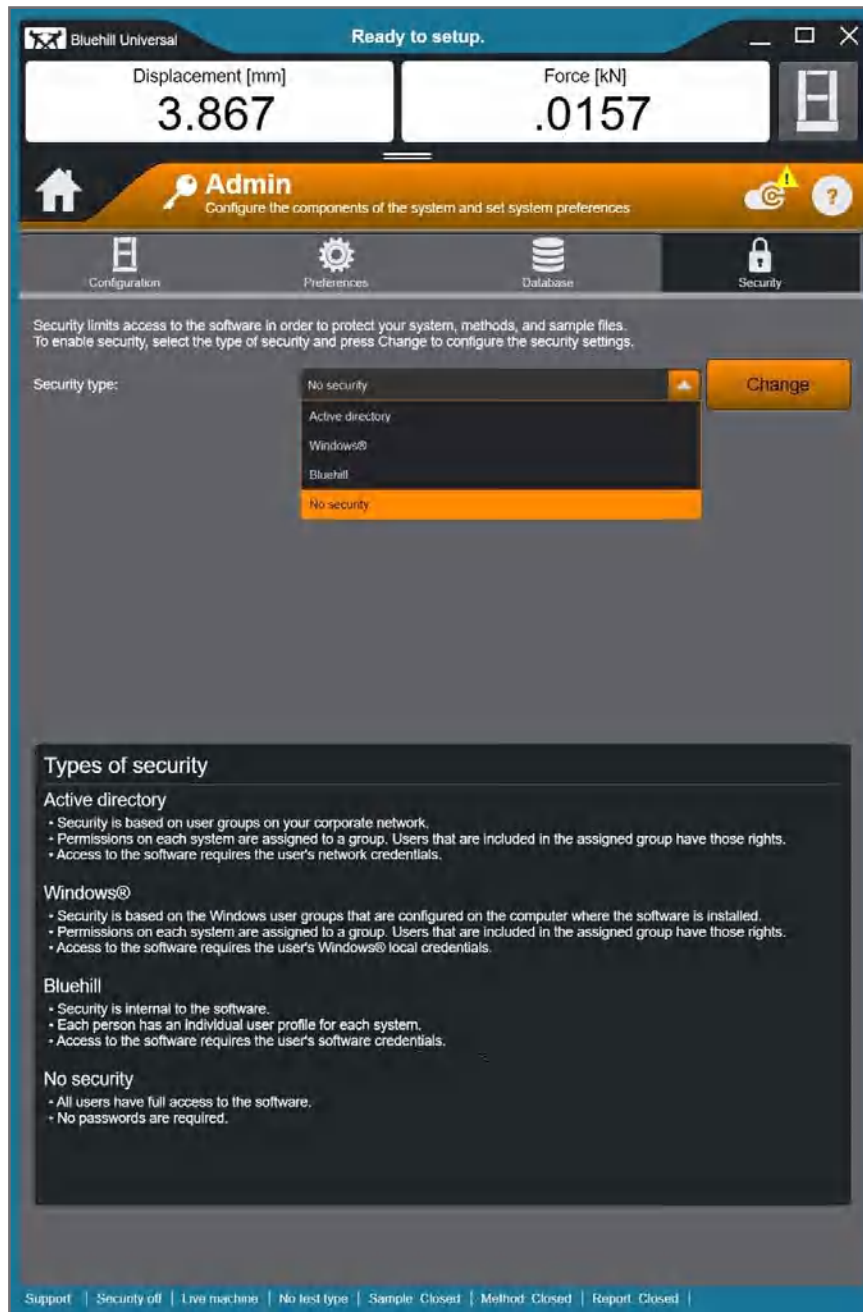 Bluehill Universal
Ready to setup.
Displacement [mm]
3.867
Force [kN]
.0157
Admin
Configure the components of the system and set system preferences
!
?
Configuration
Preferences
Database
Security
Security limits access to the software in order to protect your system, methods, and sample files.
To enable security, select the type of security and press Change to configure the security settings.
Security type:
No security
Change
Active directory
Windows®
Bluehill
No security
Types of security
Active directory
• Security is based on user groups on your corporate network.
• Permissions on each system are assigned to a group. Users that are included in the assigned group have those rights.
• Access to the software requires the user's network credentials.
Windows®
• Security is based on the Windows user groups that are configured on the computer where the software is installed.
• Permissions on each system are assigned to a group. Users that are included in the assigned group have those rights.
• Access to the software requires the user's Windows® local credentials.
Bluehill
• Security is internal to the software.
• Each person has an individual user profile for each system.
• Access to the software requires the user's software credentials.
No security
• All users have full access to the software.
• No passwords are required.
Support | Security off | Live machine | No test type | Sample: Closed | Method: Closed | Report: Closed |